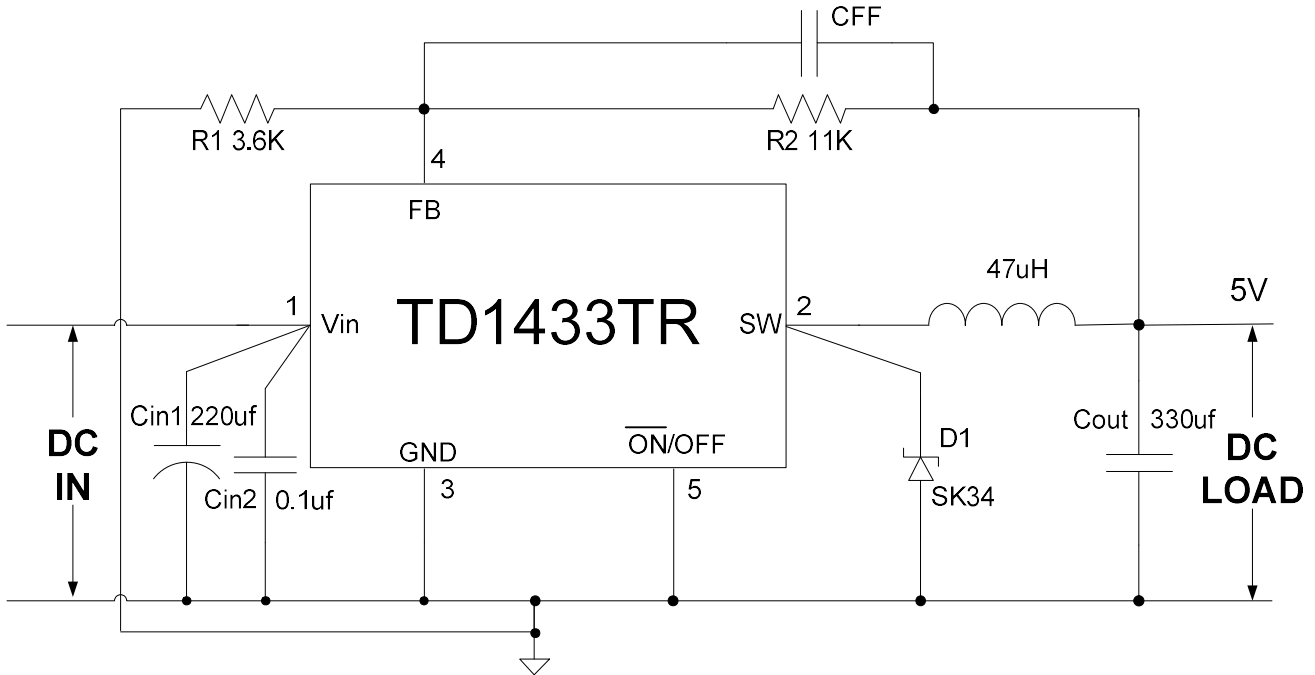 CFF
R1 3.6K
R2 11K
4
FB
47uH
1
Vin
TD1433TR
SW
2
5V
Cin1 220uf
DC
IN
Cin2 0.1uf
GND
3
ON/OFF
5
D1
SK34
Cout 330uf
DC
LOAD